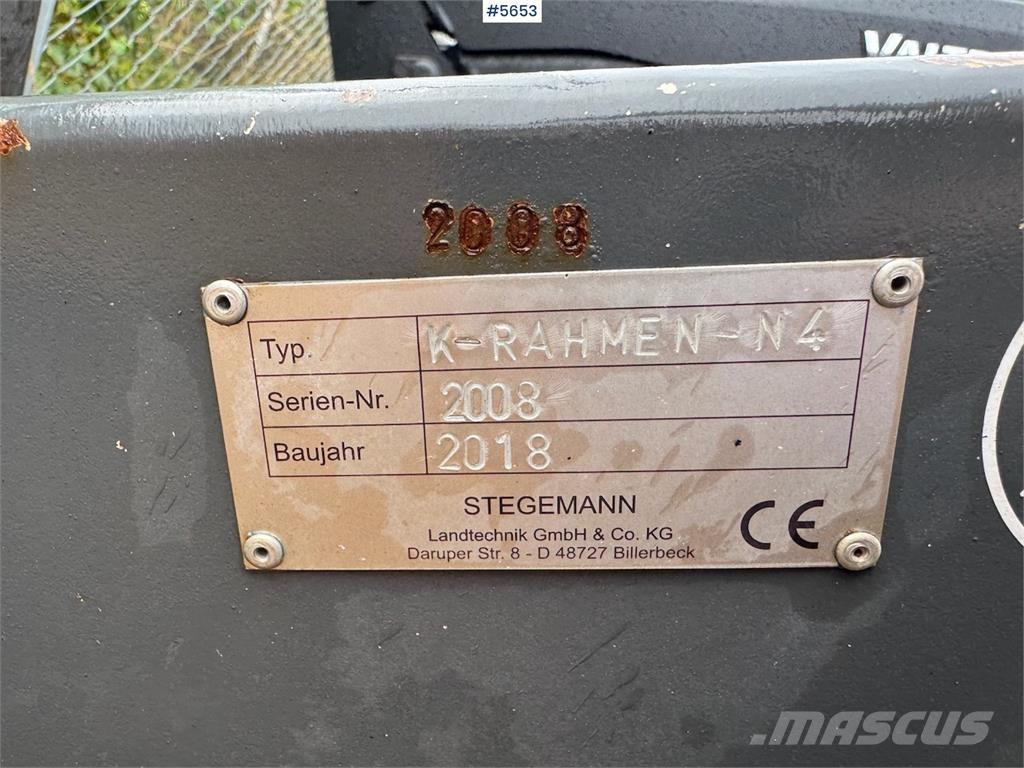 #5653
2008
Typ. K-RAHMEN-N4
Serien-Nr. 2008
Baujahr 2018
STEGEMANN
Landtechnik GmbH & Co. KG
Daruper Str. 8 - D 48727 Billerbeck
CE
MASCUS